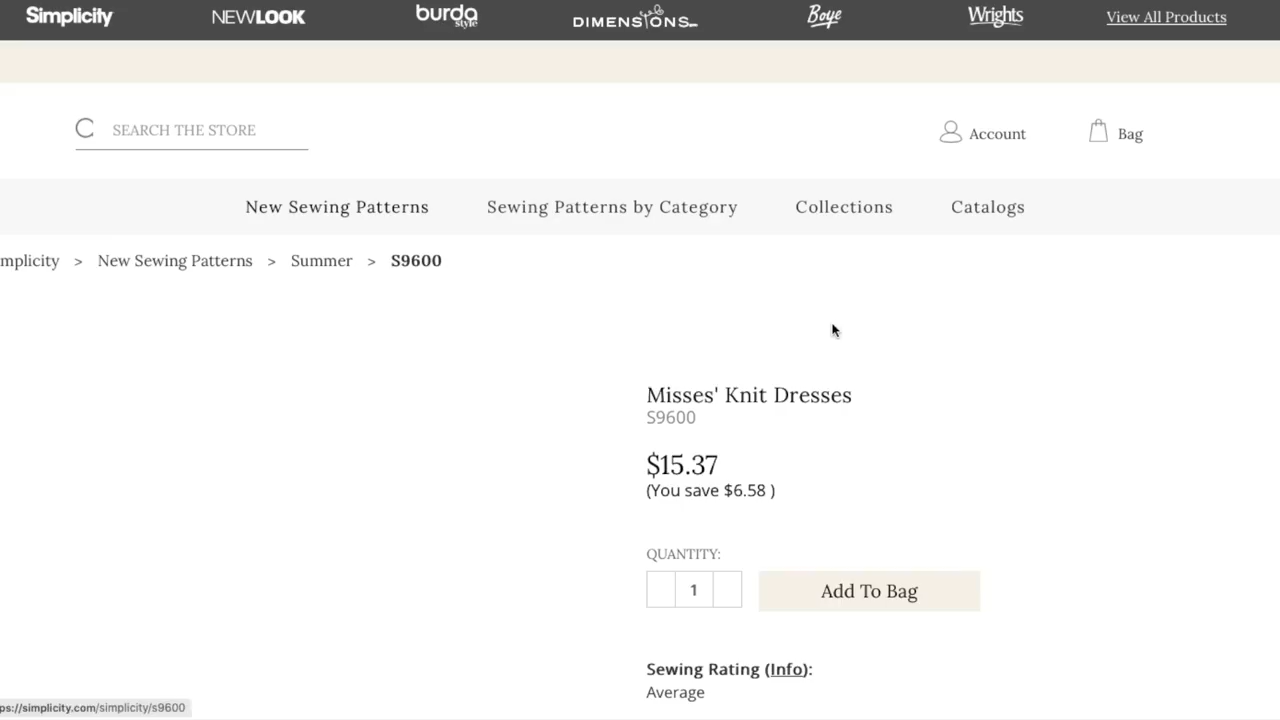 Simplicity NEWLOOK burda style DIMENSIONS Boye Wrights View All Products
SEARCH THE STORE
Account
Bag
New Sewing Patterns Sewing Patterns by Category Collections Catalogs
mplicity > New Sewing Patterns > Summer > S9600
Misses' Knit Dresses
S9600
$15.37
(You save $6.58 )
QUANTITY:
1
Add To Bag
Sewing Rating (Info):
Average
ps://simplicity.com/simplicity/s9600